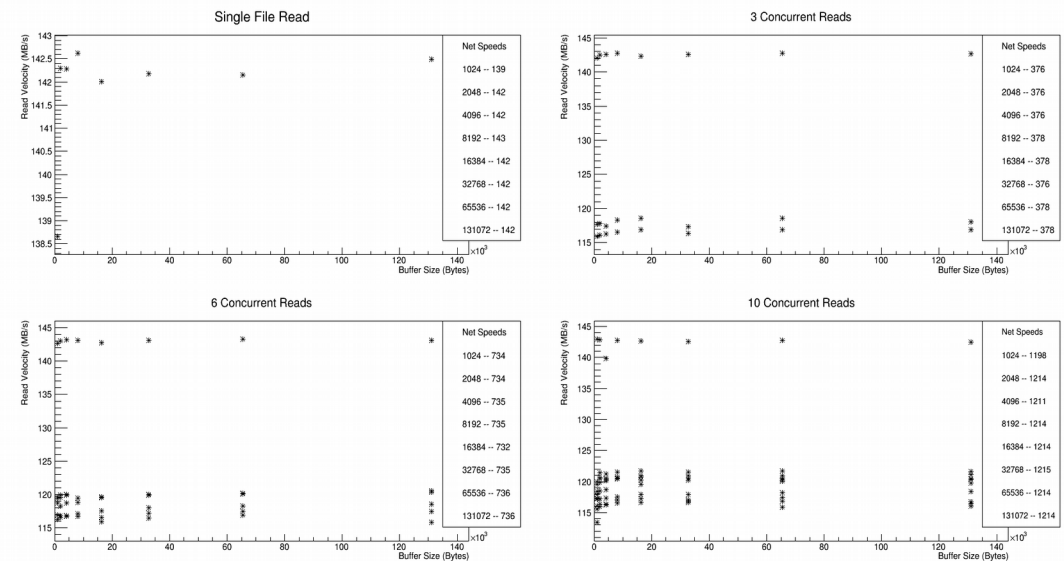 Single File Read
Read Velocity (MB/s)
143
142.5
142
141.5
141
140.5
140
139.5
139
138.5
0
20
40
60
80
100
120
140
×10³
Buffer Size (Bytes)
Net Speeds
1024 -- 139
2048 -- 142
4096 -- 142
8192 -- 143
16384 -- 142
32768 -- 142
65536 -- 142
131072 -- 142
3 Concurrent Reads
Read Velocity (MB/s)
145
140
135
130
125
120
115
0
20
40
60
80
100
120
140
×10³
Buffer Size (Bytes)
Net Speeds
1024 -- 376
2048 -- 376
4096 -- 376
8192 -- 378
16384 -- 378
32768 -- 376
65536 -- 378
131072 -- 378
6 Concurrent Reads
Read Velocity (MB/s)
145
140
135
130
125
120
115
0
20
40
60
80
100
120
140
×10³
Buffer Size (Bytes)
Net Speeds
1024 -- 734
2048 -- 734
4096 -- 735
8192 -- 735
16384 -- 732
32768 -- 735
65536 -- 736
131072 -- 736
10 Concurrent Reads
Read Velocity (MB/s)
145
140
135
130
125
120
115
0
20
40
60
80
100
120
140
×10³
Buffer Size (Bytes)
Net Speeds
1024 -- 1198
2048 -- 1214
4096 -- 1211
8192 -- 1214
16384 -- 1214
32768 -- 1215
65536 -- 1214
131072 -- 1214